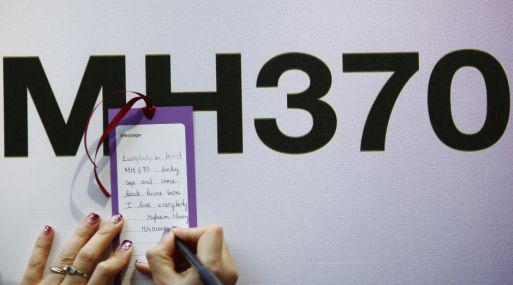 MH370
Message
Everybody on board
MH 370 - lucky
safe and come
back home soon
I love everybody